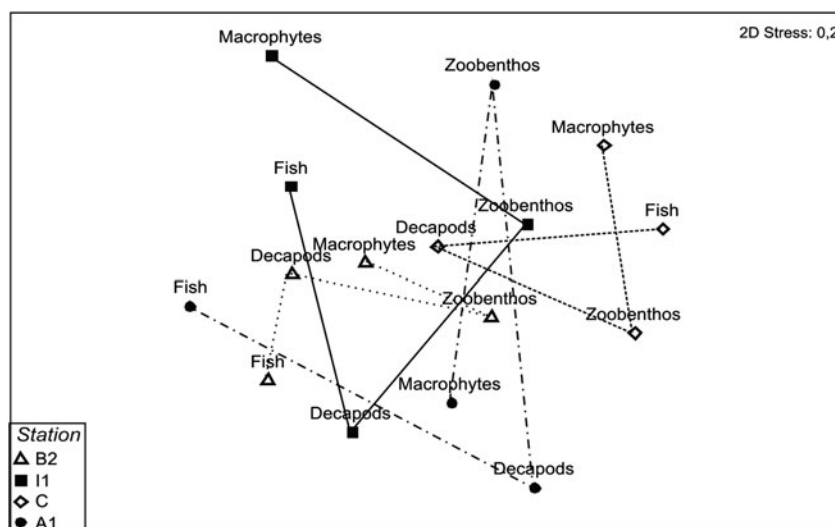 2D Stress: 0,2
Macrophytes
Zoobenthos
Macrophytes
Fish
Zoobenthos
Fish
Decapods
Macrophytes
Decapods
Fish
Zoobenthos
Zoobenthos
Fish
Macrophytes
Decapods
Decapods
Station
B2
I1
C
A1